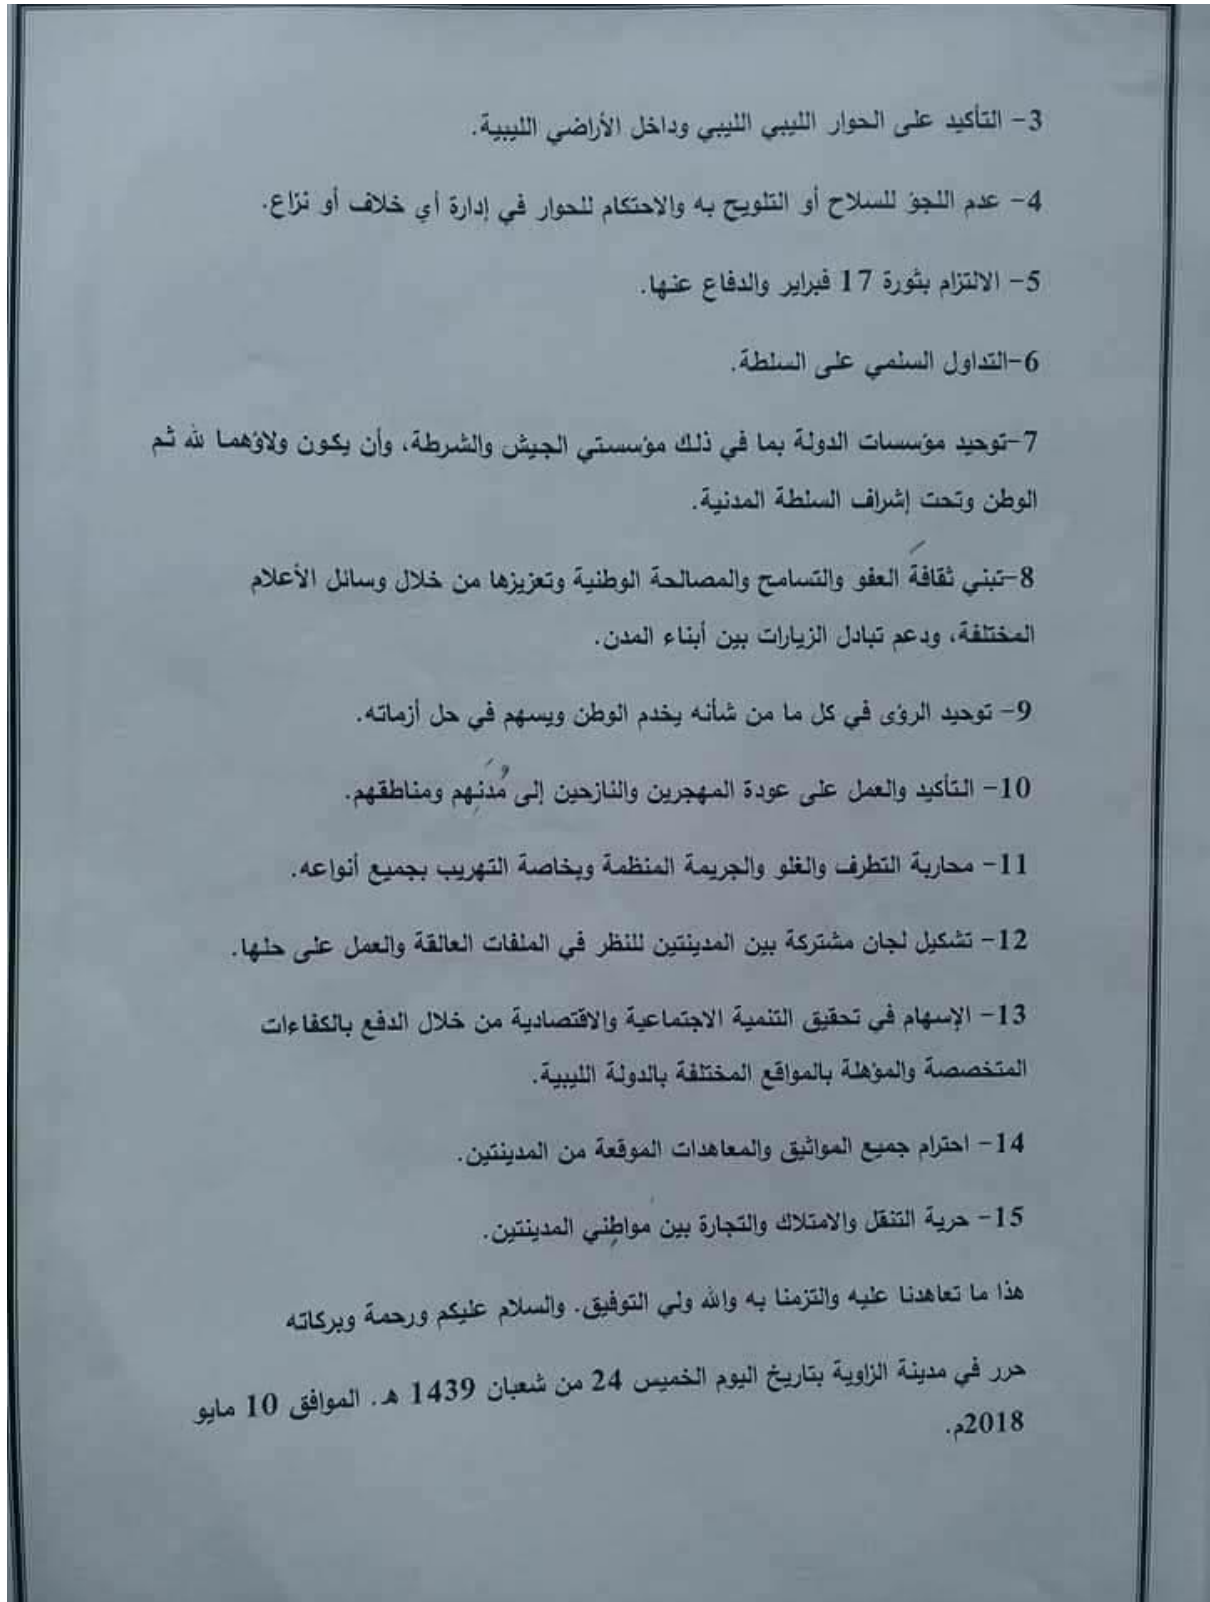 3- التأكيد على الحوار الليبي الليبي وداخل الأراضي الليبية.
4- عدم اللجؤ للسلاح أو التلويح به والاحتكام للحوار في إدارة أي خلاف أو نزاع.
5- الالتزام بثورة 17 فبراير والدفاع عنها.
6-التداول السلمي على السلطة.
7-توحيد مؤسسات الدولة بما في ذلك مؤسستي الجيش والشرطة، وأن يكون ولاؤهما لله ثم
الوطن وتحت إشراف السلطة المدنية.
8-تبني ثقافةَ العفو والتسامح والمصالحة الوطنية وتعزيزها من خلال وسائل الأعلام
المختلفة، ودعم تبادل الزيارات بين أبناء المدن.
9- توحيد الرؤى في كل ما من شأنه يخدم الوطن ويسهم في حل أزماته.
10- التأكيد والعمل على عودة المهجرين والنازحين إلى مُدَنِهم ومناطقهم.
11- محاربة التطرف والغلو والجريمة المنظمة وبخاصة التهريب بجميع أنواعه.
12- تشكيل لجان مشتركة بين المدينتين للنظر في الملفات العالقة والعمل على حلها.
13- الإسهام في تحقيق التنمية الاجتماعية والاقتصادية من خلال الدفع بالكفاءات
المتخصصة والمؤهلة بالمواقع المختلفة بالدولة الليبية.
14- احترام جميع المواثيق والمعاهدات الموقعة من المدينتين.
15- حرية التنقل والامتلاك والتجارة بين مواطِني المدينتين.
هذا ما تعاهدنا عليه والتزمنا به والله ولي التوفيق. والسلام عليكم ورحمة وبركاته
حرر في مدينة الزاوية بتاريخ اليوم الخميس 24 من شعبان 1439 هـ. الموافق 10 مايو
2018م.